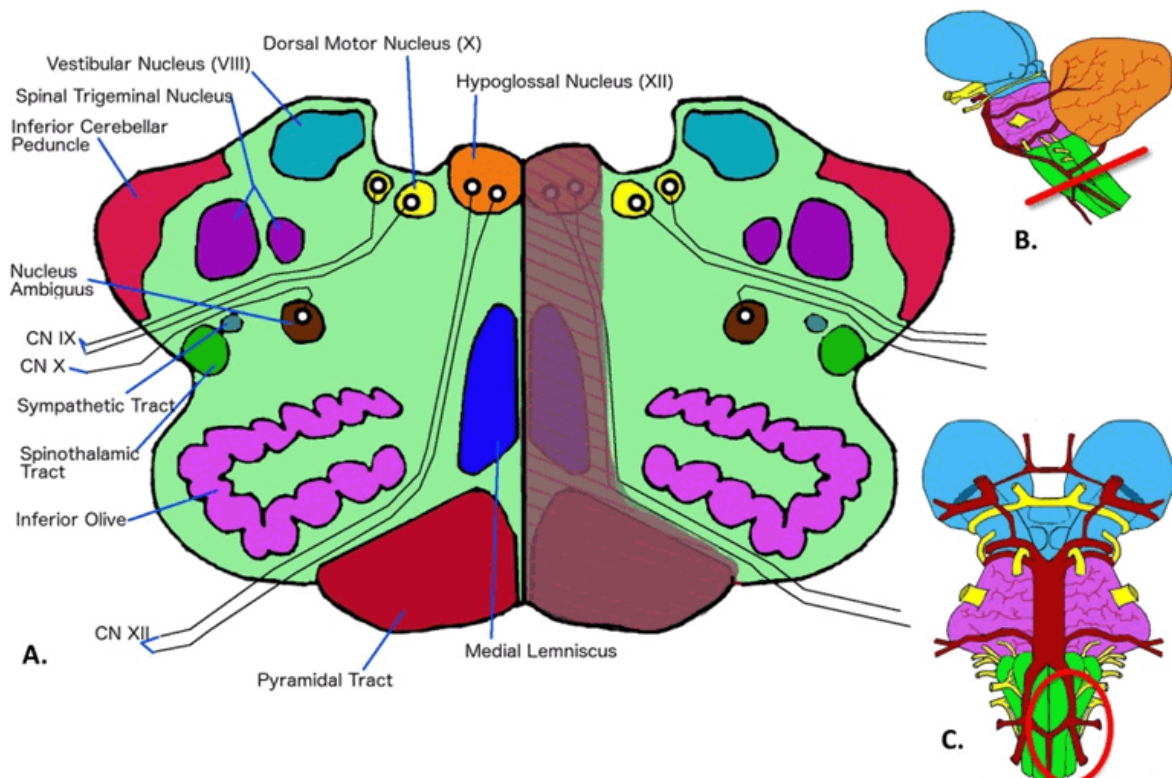 Dorsal Motor Nucleus (X)
Vestibular Nucleus (VIII)
Hypoglossal Nucleus (XII)
Spinal Trigeminal Nucleus
Inferior Cerebellar
Peduncle
Nucleus
Ambiguus
CN IX
CN X
Sympathetic Tract
Spinothalamic
Tract
Inferior Olive
CN XII
Medial Lemniscus
Pyramidal Tract
A.
B.
C.